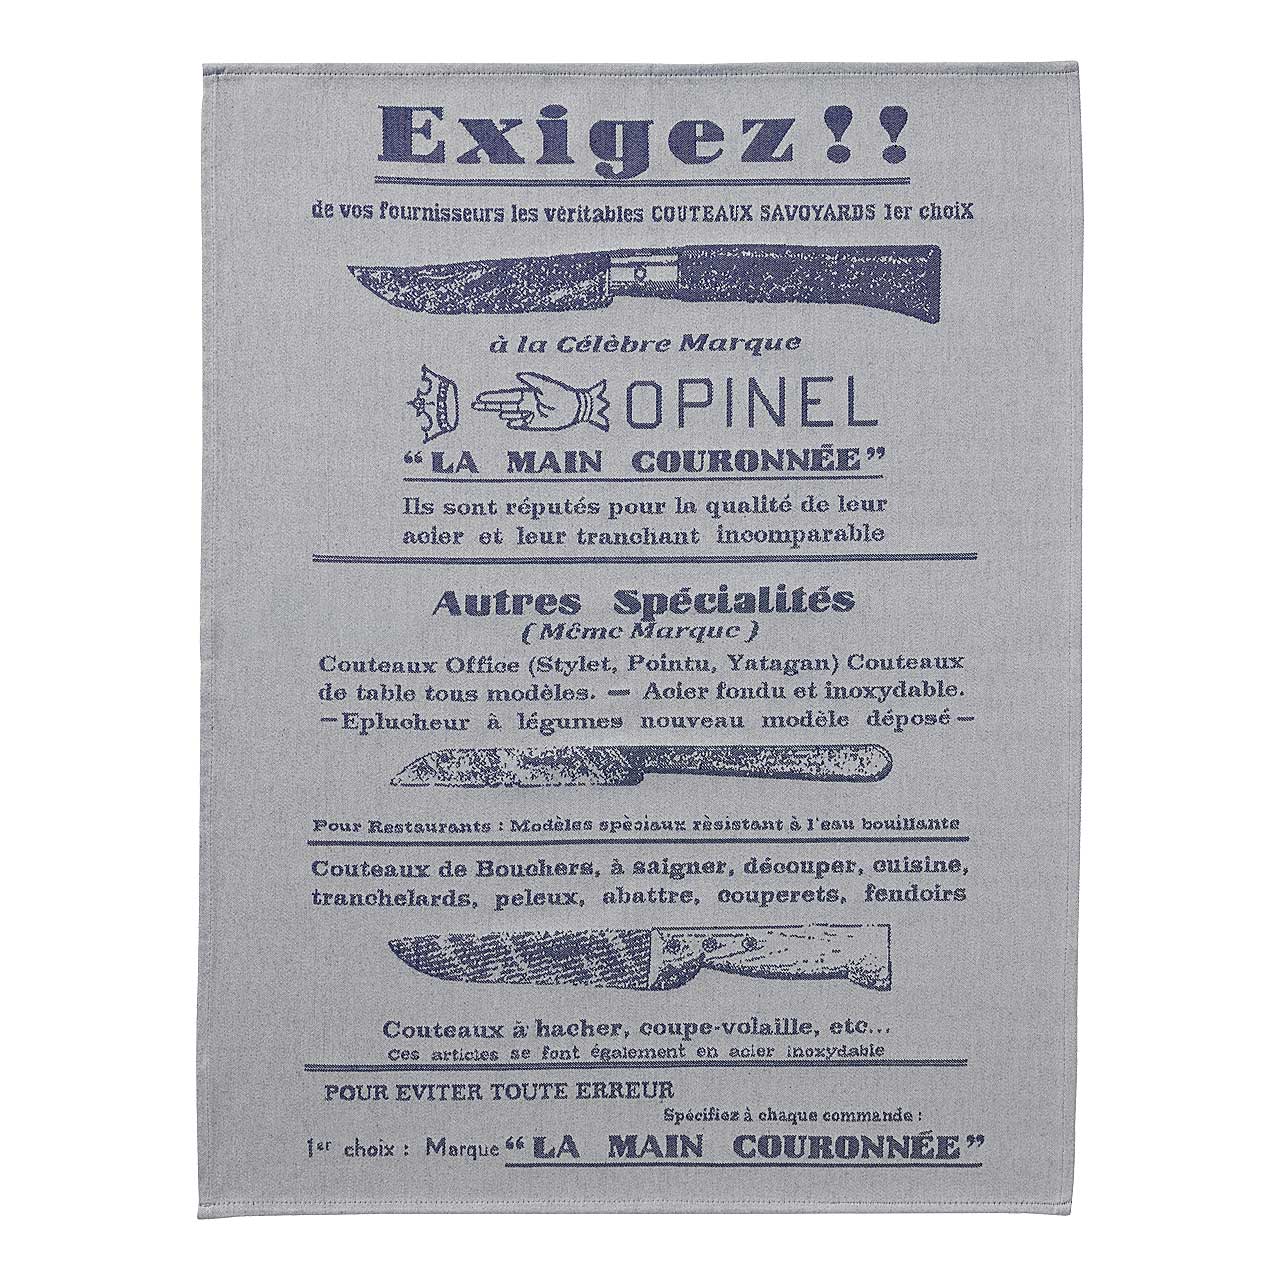 Exigez!!
de vos fournisseurs les véritables COUTEAUX SAVOYARDS 1er choiX
à la Célèbre Marque
OPINEL
“LA MAIN COURONNÉE”
Ils sont réputés pour la qualité de leur
acier et leur tranchant incomparable
Autres Spécialités
(Même Marque)
Couteaux Office (Stylet, Pointu, Yatagan) Couteaux
de table tous modèles. — Acier fondu et inoxydable.
—Eplucheur à légumes nouveau modèle déposé—
Pour Restaurants : Modèles spèciaux rèsistant à l'eau bouillante
Couteaux de Bouchers, à saigner, découper, cuisine,
tranchelards, peleux, abattre, couperets, fendoirs
Couteaux à hacher, coupe-volaille, etc...
Ces articles se font également en acier inoxydable
POUR EVITER TOUTE ERREUR
Spécifiez à chaque commande :
1er choix : Marque “LA MAIN COURONNÉE”